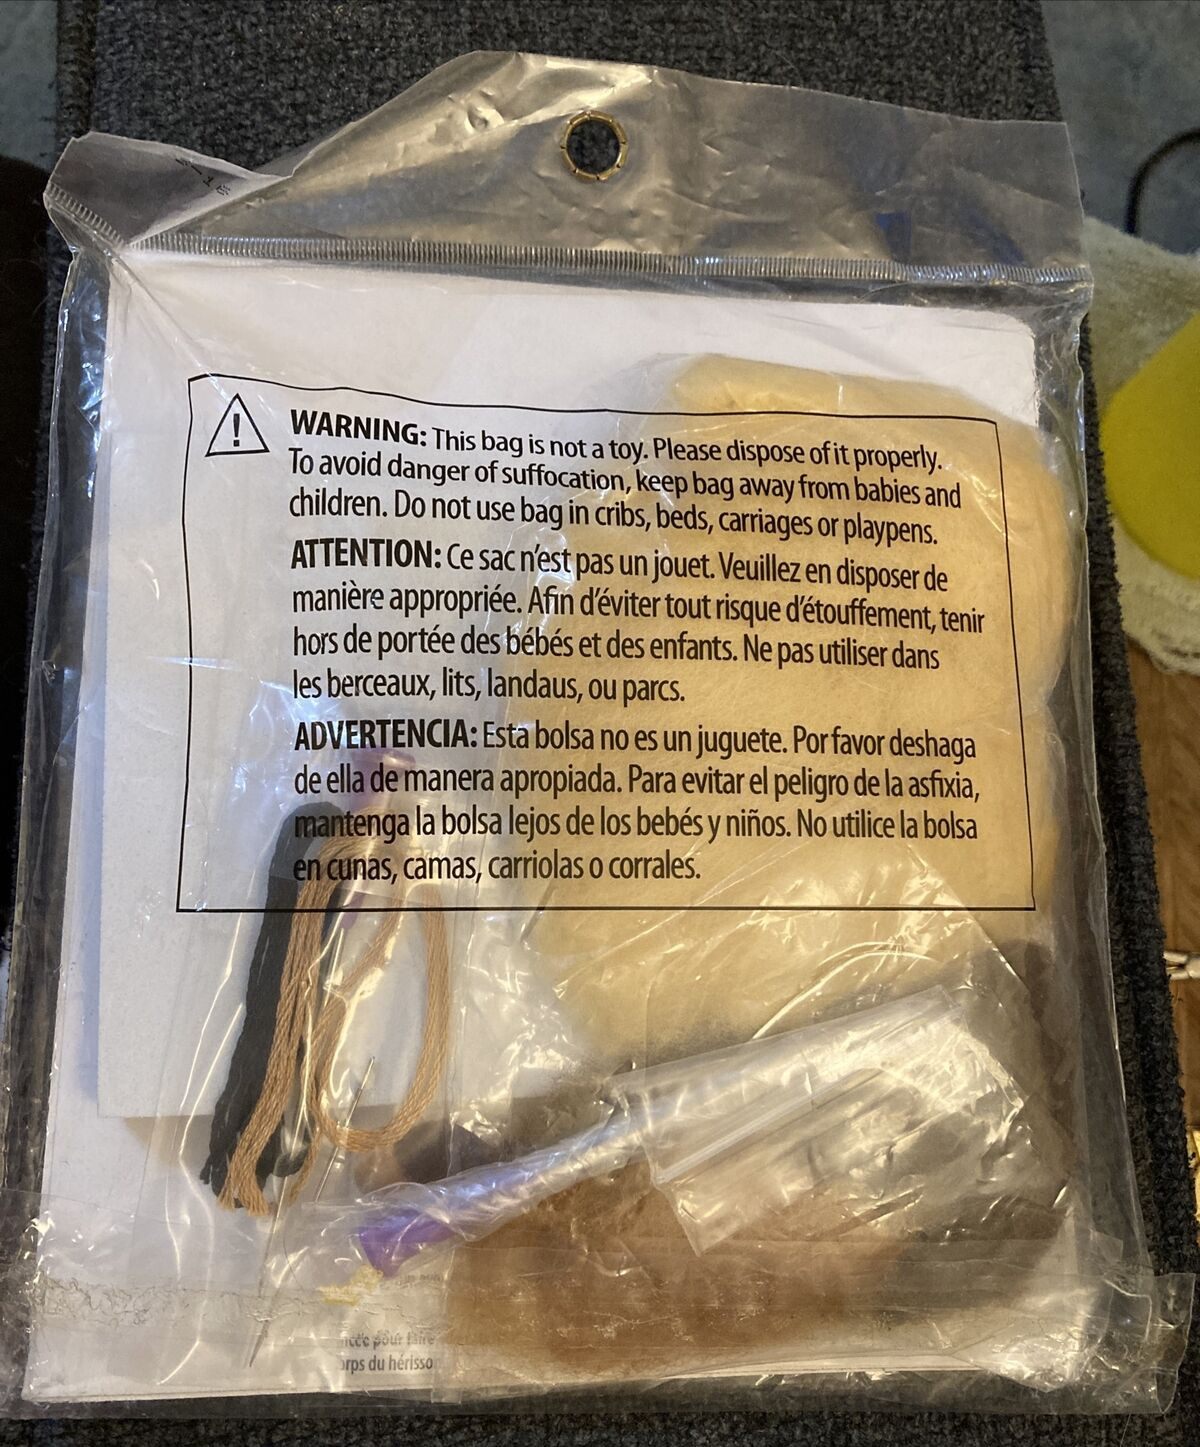 WARNING: This bag is not a toy. Please dispose of it properly.
To avoid danger of suffocation, keep bag away from babies and
children. Do not use bag in cribs, beds, carriages or playpens.
ATTENTION: Ce sac n'est pas un jouet. Veuillez en disposer de
manière appropriée. Afin d'éviter tout risque d'étouffement, tenir
hors de portée des bébés et des enfants. Ne pas utiliser dans
les berceaux, lits, landaus, ou parcs.
ADVERTENCIA: Esta bolsa no es un juguete. Por favor deshaga
de ella de manera apropiada. Para evitar el peligro de la asfixia,
mantenga la bolsa lejos de los bebés y niños. No utilice la bolsa
en cunas, camas, carriolas o corrales.
pour faire
du